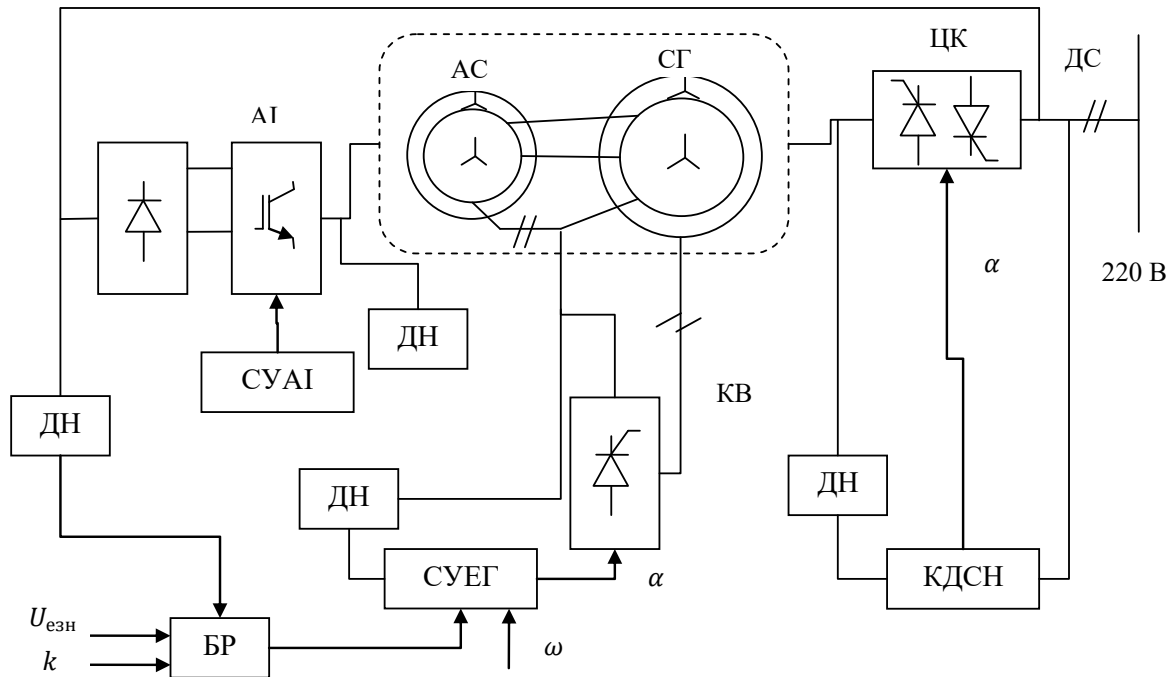 ЦК
СГ
АС
ДС
АІ
α
220 В
ДН
СУАІ
КВ
ДН
ДН
ДН
СУЕГ
α
КДСН
Uезн
БР
k
ω